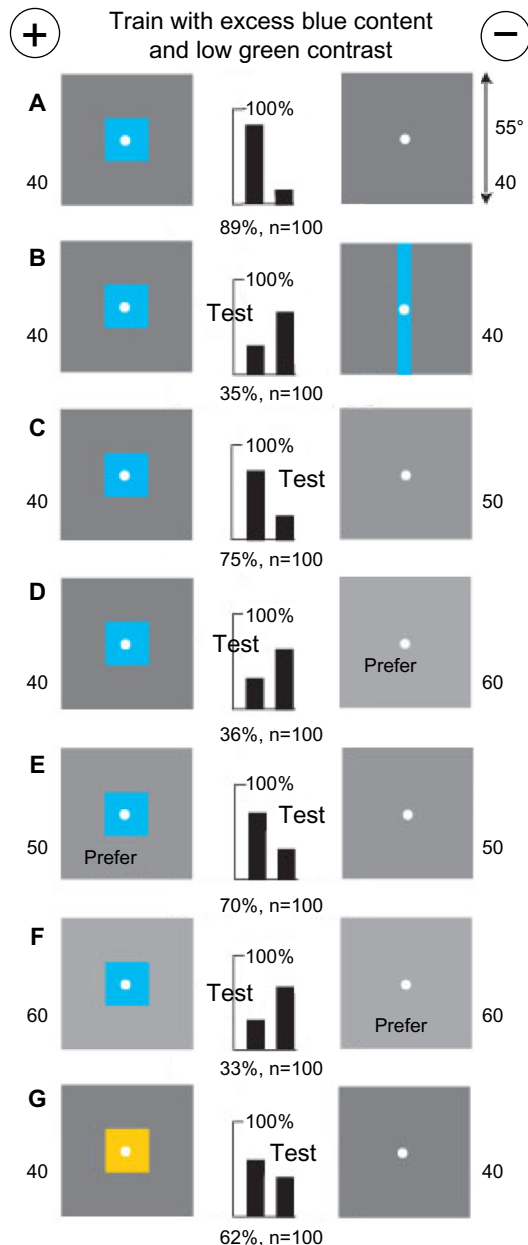 + Train with excess blue content −
and low green contrast
A 100% 55°
40 40
89%, n=100
B 100%
40 Test 40
35%, n=100
C 100%
40 Test 50
75%, n=100
D 100%
Test
Prefer
40 60
36%, n=100
E 100%
Test
50 Prefer 50
70%, n=100
F 100%
Test
60 Prefer 60
33%, n=100
G 100%
40 Test 40
62%, n=100